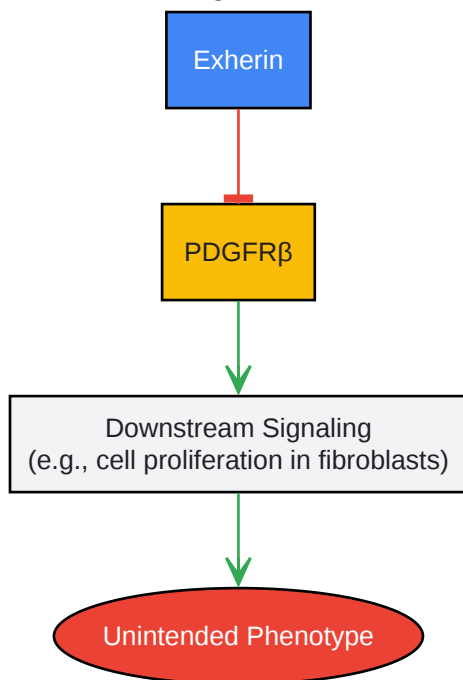 Exherin
PDGFRβ
Downstream Signaling
(e.g., cell proliferation in fibroblasts)
Unintended Phenotype